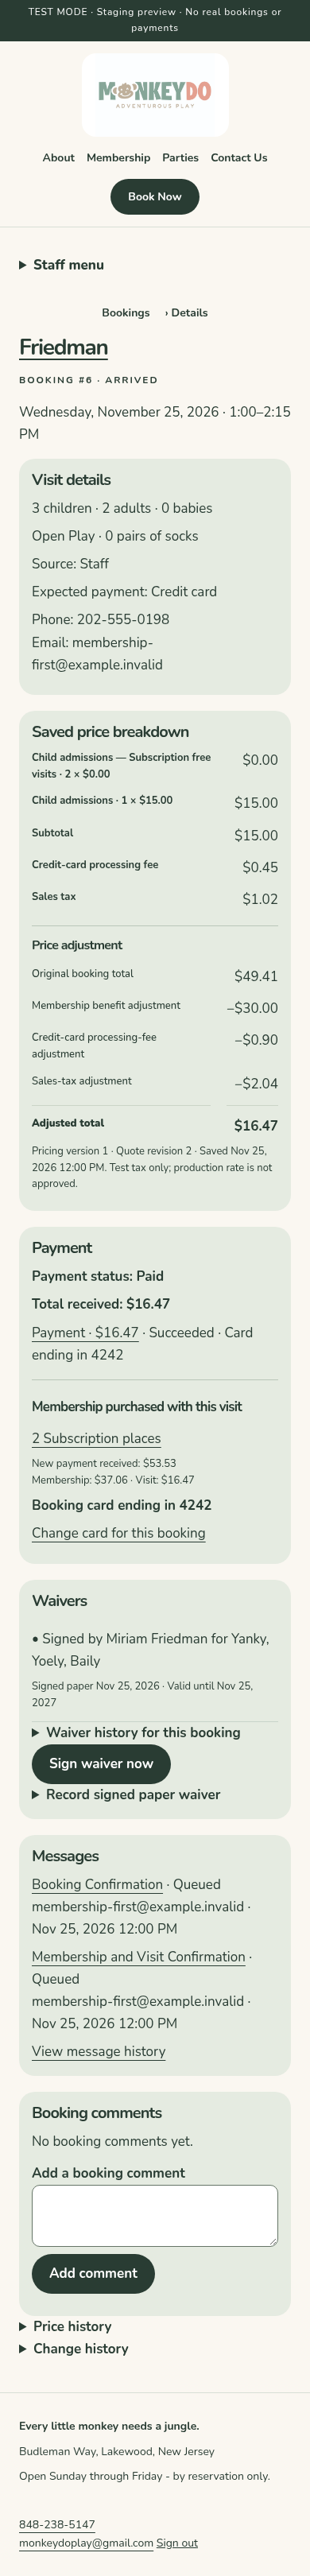 TEST MODE · Staging preview · No real bookings or
payments
MONKEYDO
ADVENTUROUS PLAY
About Membership Parties Contact Us
Book Now
▶ Staff menu
Bookings › Details
Friedman
BOOKING #6 · ARRIVED
Wednesday, November 25, 2026 · 1:00–2:15
PM
Visit details
3 children · 2 adults · 0 babies
Open Play · 0 pairs of socks
Source: Staff
Expected payment: Credit card
Phone: 202-555-0198
Email: membership-
first@example.invalid
Saved price breakdown
Child admissions — Subscription free
visits · 2 × $0.00 $0.00
Child admissions · 1 × $15.00 $15.00
Subtotal $15.00
Credit-card processing fee $0.45
Sales tax $1.02
Price adjustment
Original booking total $49.41
Membership benefit adjustment –$30.00
Credit-card processing-fee
adjustment –$0.90
Sales-tax adjustment –$2.04
Adjusted total $16.47
Pricing version 1 · Quote revision 2 · Saved Nov 25,
2026 12:00 PM. Test tax only; production rate is not
approved.
Payment
Payment status: Paid
Total received: $16.47
Payment · $16.47 · Succeeded · Card
ending in 4242
Membership purchased with this visit
2 Subscription places
New payment received: $53.53
Membership: $37.06 · Visit: $16.47
Booking card ending in 4242
Change card for this booking
Waivers
• Signed by Miriam Friedman for Yanky,
Yoely, Baily
Signed paper Nov 25, 2026 · Valid until Nov 25,
2027
▶ Waiver history for this booking
Sign waiver now
▶ Record signed paper waiver
Messages
Booking Confirmation · Queued
membership-first@example.invalid ·
Nov 25, 2026 12:00 PM
Membership and Visit Confirmation ·
Queued
membership-first@example.invalid ·
Nov 25, 2026 12:00 PM
View message history
Booking comments
No booking comments yet.
Add a booking comment
Add comment
▶ Price history
▶ Change history
Every little monkey needs a jungle.
Budleman Way, Lakewood, New Jersey
Open Sunday through Friday - by reservation only.
848-238-5147
monkeydoplay@gmail.com Sign out